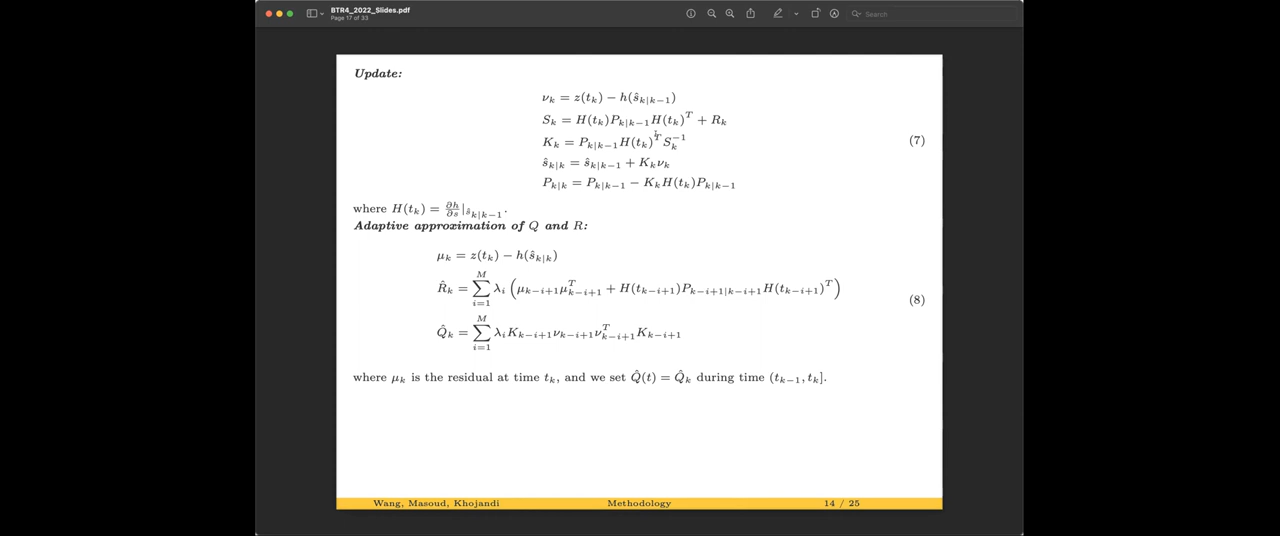 BTR4_2022_Slides.pdf
Page 17 of 33
Search
Update:
ν_k = z(t_k) − h(ŝ_{k|k−1})
S_k = H(t_k)P_{k|k−1}H(t_k)^T + R_k
K_k = P_{k|k−1}H(t_k)^T S_k^{−1}
(7)
ŝ_{k|k} = ŝ_{k|k−1} + K_kν_k
P_{k|k} = P_{k|k−1} − K_kH(t_k)P_{k|k−1}
where H(t_k) = ∂h/∂s|_{ŝ_{k|k−1}}.
Adaptive approximation of Q and R:
μ_k = z(t_k) − h(ŝ_{k|k})
R̂_k = ∑_{i=1}^{M} λ_i (μ_{k−i+1}μ_{k−i+1}^T + H(t_{k−i+1})P_{k−i+1|k−i+1}H(t_{k−i+1})^T)
(8)
Q̂_k = ∑_{i=1}^{M} λ_iK_{k−i+1}ν_{k−i+1}ν_{k−i+1}^T K_{k−i+1}
where μ_k is the residual at time t_k, and we set Q̂(t) = Q̂_k during time (t_{k−1}, t_k].
Wang, Masoud, Khojandi Methodology 14 / 25